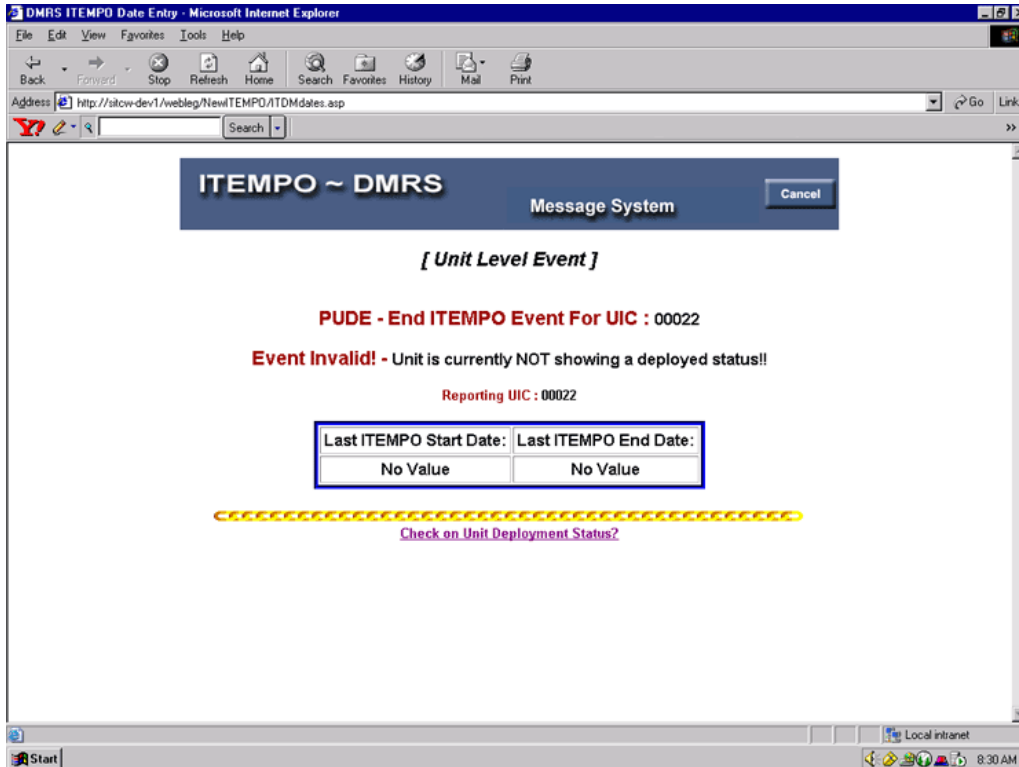 DMRS ITEMPO Date Entry - Microsoft Internet Explorer
File Edit View Favorites Tools Help
Back Forward Stop Refresh Home Search Favorites History Mail Print
Address http://sitcw-dev1/webleg/NewITEMPO/ITDMdates.asp Go Link
Y! Search »
ITEMPO ~ DMRS
Message System
Cancel
[ Unit Level Event ]
PUDE - End ITEMPO Event For UIC : 00022
Event Invalid! - Unit is currently NOT showing a deployed status!!
Reporting UIC : 00022
Last ITEMPO Start Date: Last ITEMPO End Date:
No Value No Value
Check on Unit Deployment Status?
Local intranet
Start 8:30 AM